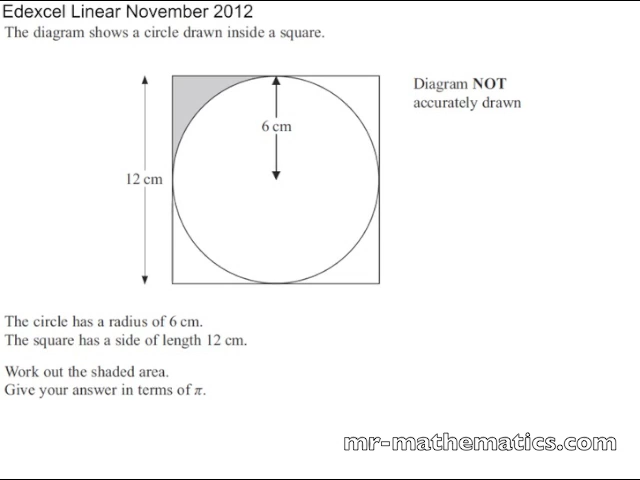 Edexcel Linear November 2012
The diagram shows a circle drawn inside a square.
Diagram NOT
accurately drawn
6 cm
12 cm
The circle has a radius of 6 cm.
The square has a side of length 12 cm.
Work out the shaded area.
Give your answer in terms of π.
mr-mathematics.com